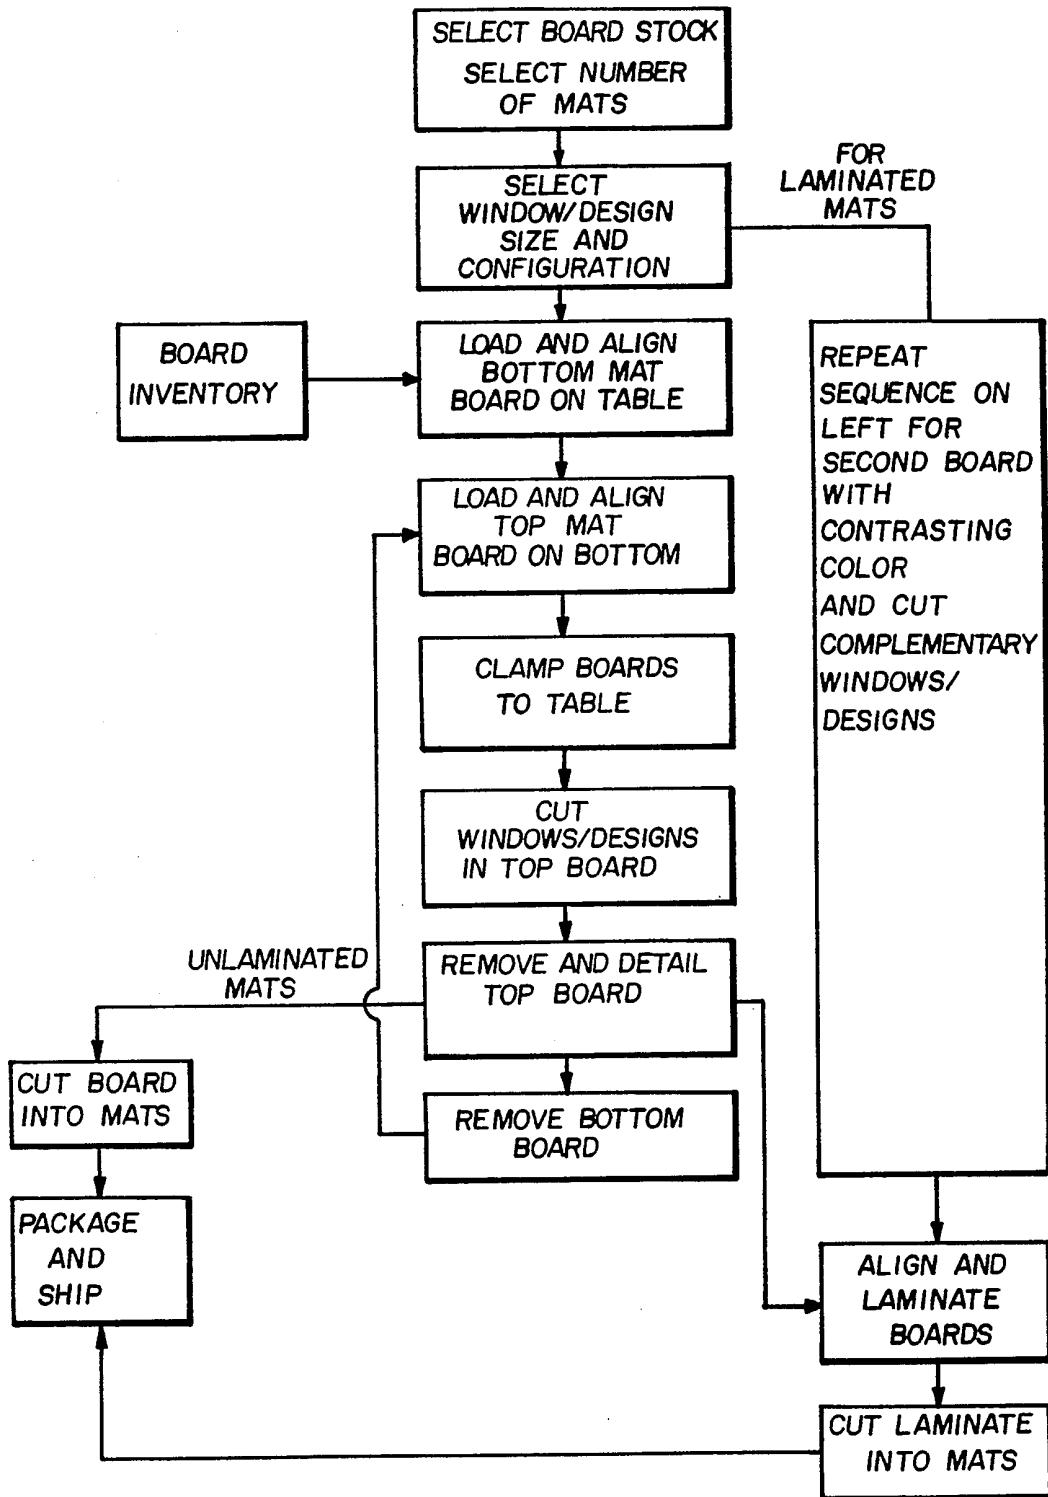 SELECT BOARD STOCK
SELECT NUMBER
OF MATS
FOR
LAMINATED
MATS
SELECT
WINDOW/DESIGN
SIZE AND
CONFIGURATION
BOARD
INVENTORY
LOAD AND ALIGN
BOTTOM MAT
BOARD ON TABLE
REPEAT
SEQUENCE ON
LEFT FOR
SECOND BOARD
WITH
CONTRASTING
COLOR
AND CUT
COMPLEMENTARY
WINDOWS/
DESIGNS
LOAD AND ALIGN
TOP MAT
BOARD ON BOTTOM
CLAMP BOARDS
TO TABLE
CUT
WINDOWS/DESIGNS
IN TOP BOARD
UNLAMINATED
MATS
REMOVE AND DETAIL
TOP BOARD
CUT BOARD
INTO MATS
REMOVE BOTTOM
BOARD
PACKAGE
AND
SHIP
ALIGN AND
LAMINATE
BOARDS
CUT LAMINATE
INTO MATS